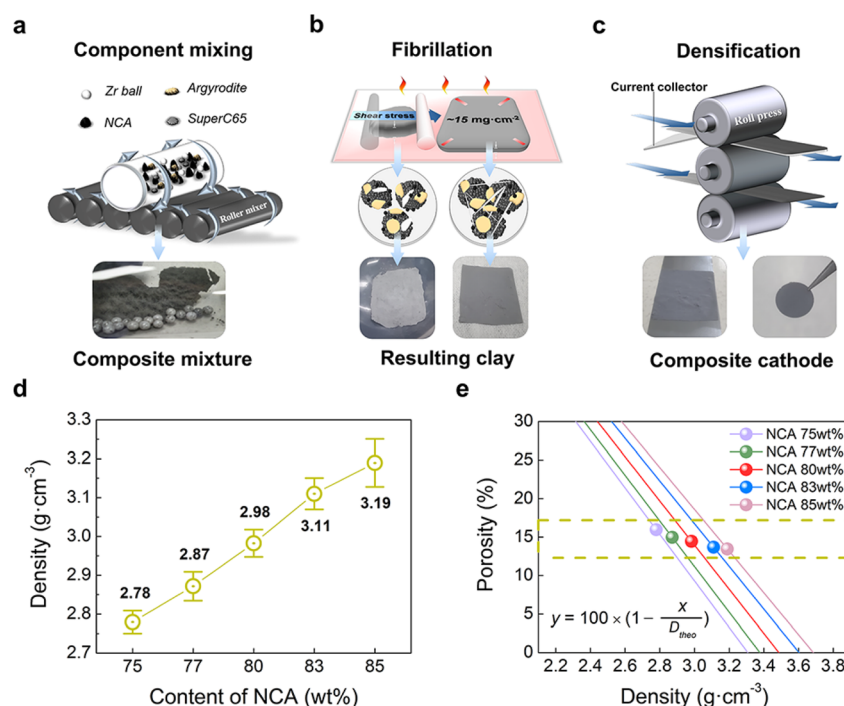 a
Component mixing
Zr ball
Argyrodite
NCA
SuperC65
Roller mixer
Composite mixture
b
Fibrillation
Shear stress
~15 mg·cm⁻²
Resulting clay
c
Densification
Current collector
Roll press
Composite cathode
d
3.3
3.2
3.1
3.0
2.9
2.8
2.7
Density (g·cm⁻³)
2.78
2.87
2.98
3.11
3.19
75
77
80
83
85
Content of NCA (wt%)
e
30
25
20
15
10
5
0
Porosity (%)
NCA 75wt%
NCA 77wt%
NCA 80wt%
NCA 83wt%
NCA 85wt%
y = 100 × (1 − x / D_theo)
2.2 2.4 2.6 2.8 3.0 3.2 3.4 3.6 3.8
Density (g·cm⁻³)